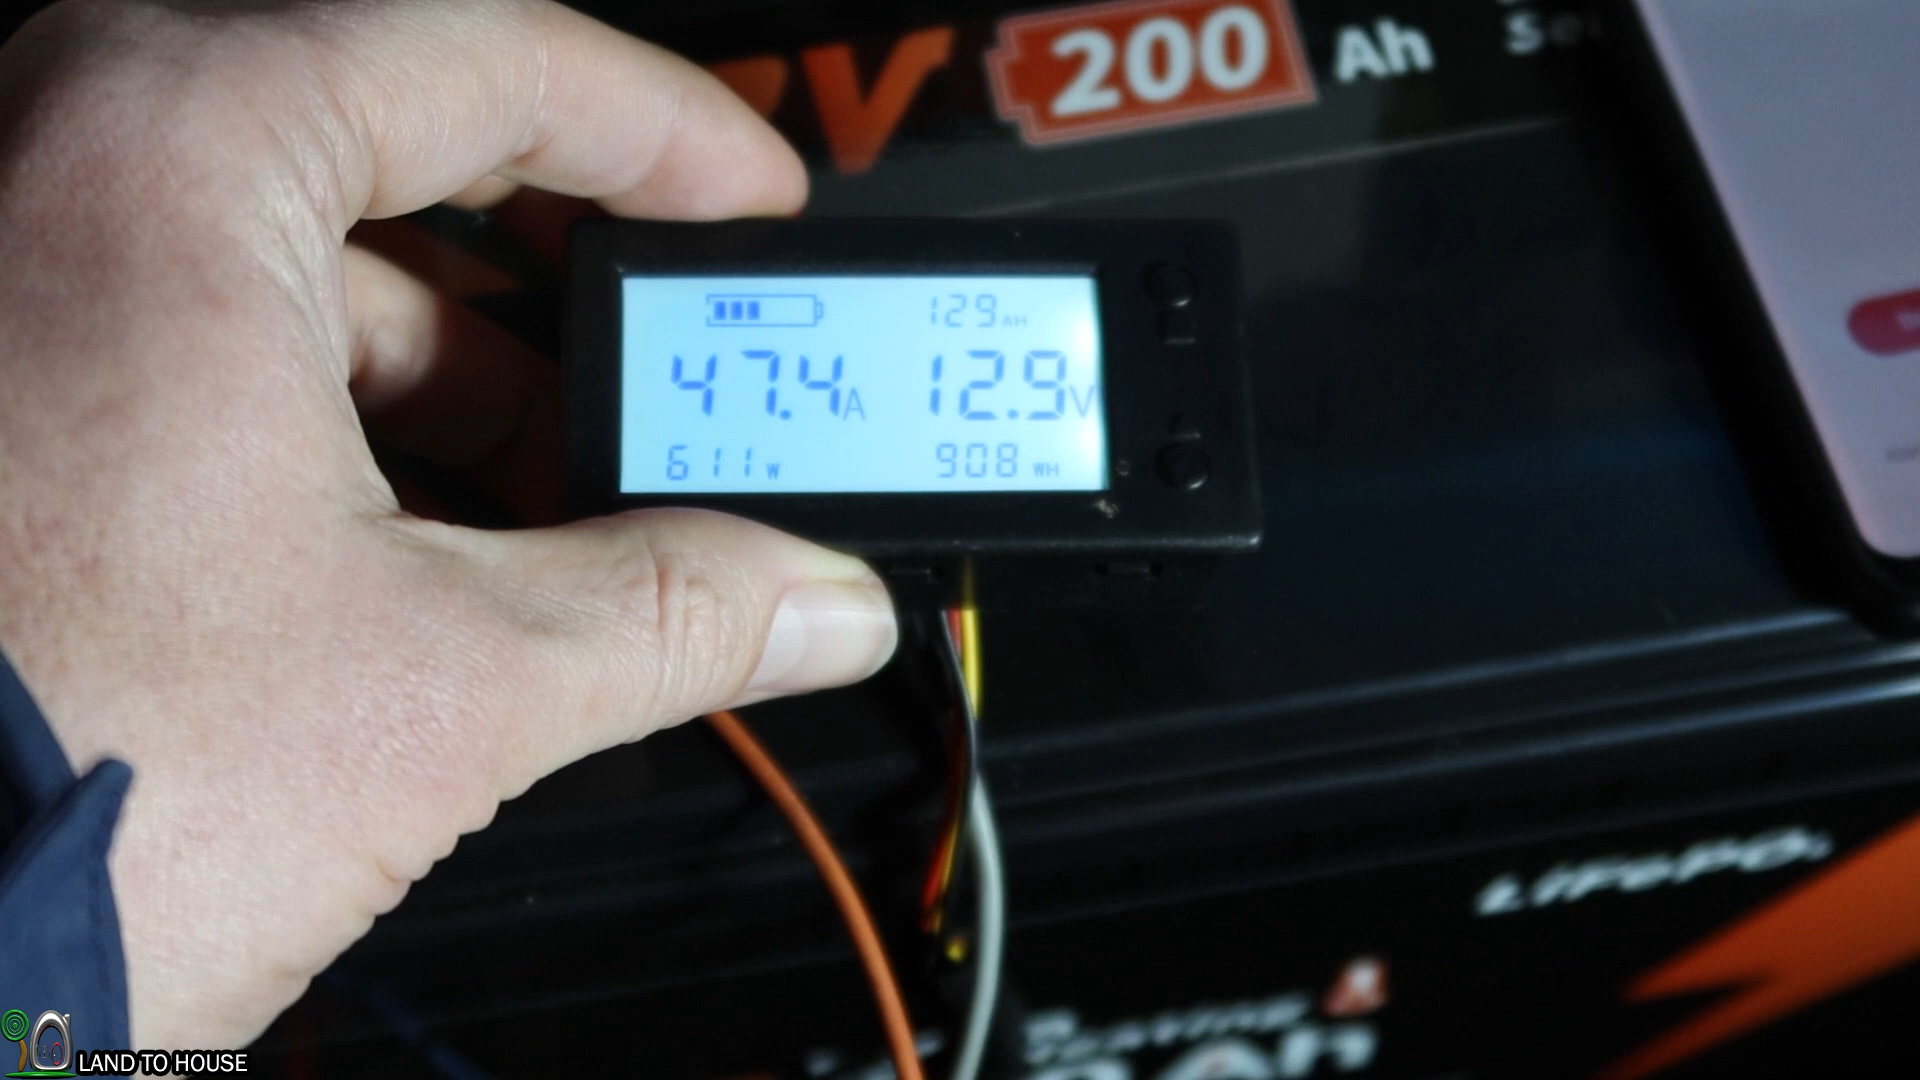 200 Ah
129 AH
47.4 A 12.9 V
611 W 908 WH
LiFePO4
LAND TO HOUSE